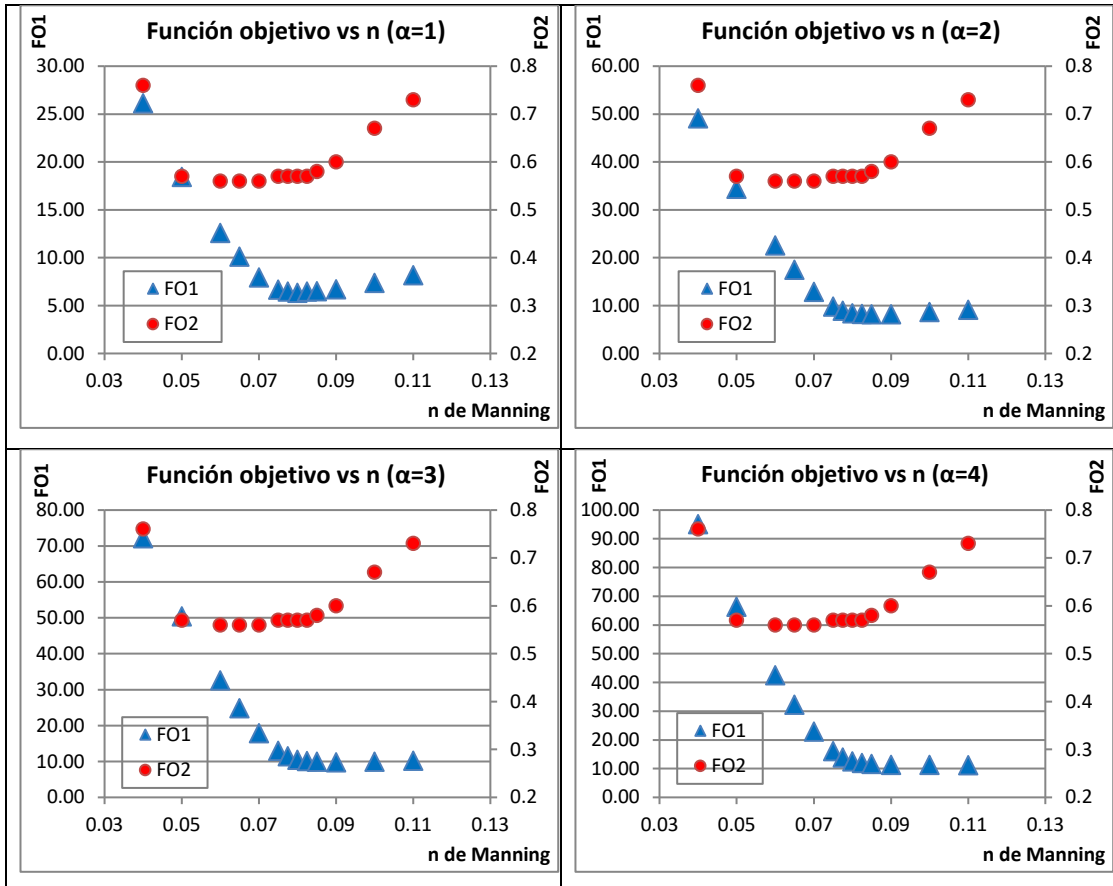 Función objetivo vs n (α=1)
FO1
FO2
30.00
25.00
20.00
15.00
10.00
5.00
0.00
0.8
0.7
0.6
0.5
0.4
0.3
0.2
FO1
FO2
0.03 0.05 0.07 0.09 0.11 0.13
n de Manning
Función objetivo vs n (α=2)
FO1
FO2
60.00
50.00
40.00
30.00
20.00
10.00
0.00
0.8
0.7
0.6
0.5
0.4
0.3
0.2
FO1
FO2
0.03 0.05 0.07 0.09 0.11 0.13
n de Manning
Función objetivo vs n (α=3)
FO1
FO2
80.00
70.00
60.00
50.00
40.00
30.00
20.00
10.00
0.00
0.8
0.7
0.6
0.5
0.4
0.3
0.2
FO1
FO2
0.03 0.05 0.07 0.09 0.11 0.13
n de Manning
Función objetivo vs n (α=4)
FO1
FO2
100.00
90.00
80.00
70.00
60.00
50.00
40.00
30.00
20.00
10.00
0.00
0.8
0.7
0.6
0.5
0.4
0.3
0.2
FO1
FO2
0.03 0.05 0.07 0.09 0.11 0.13
n de Manning